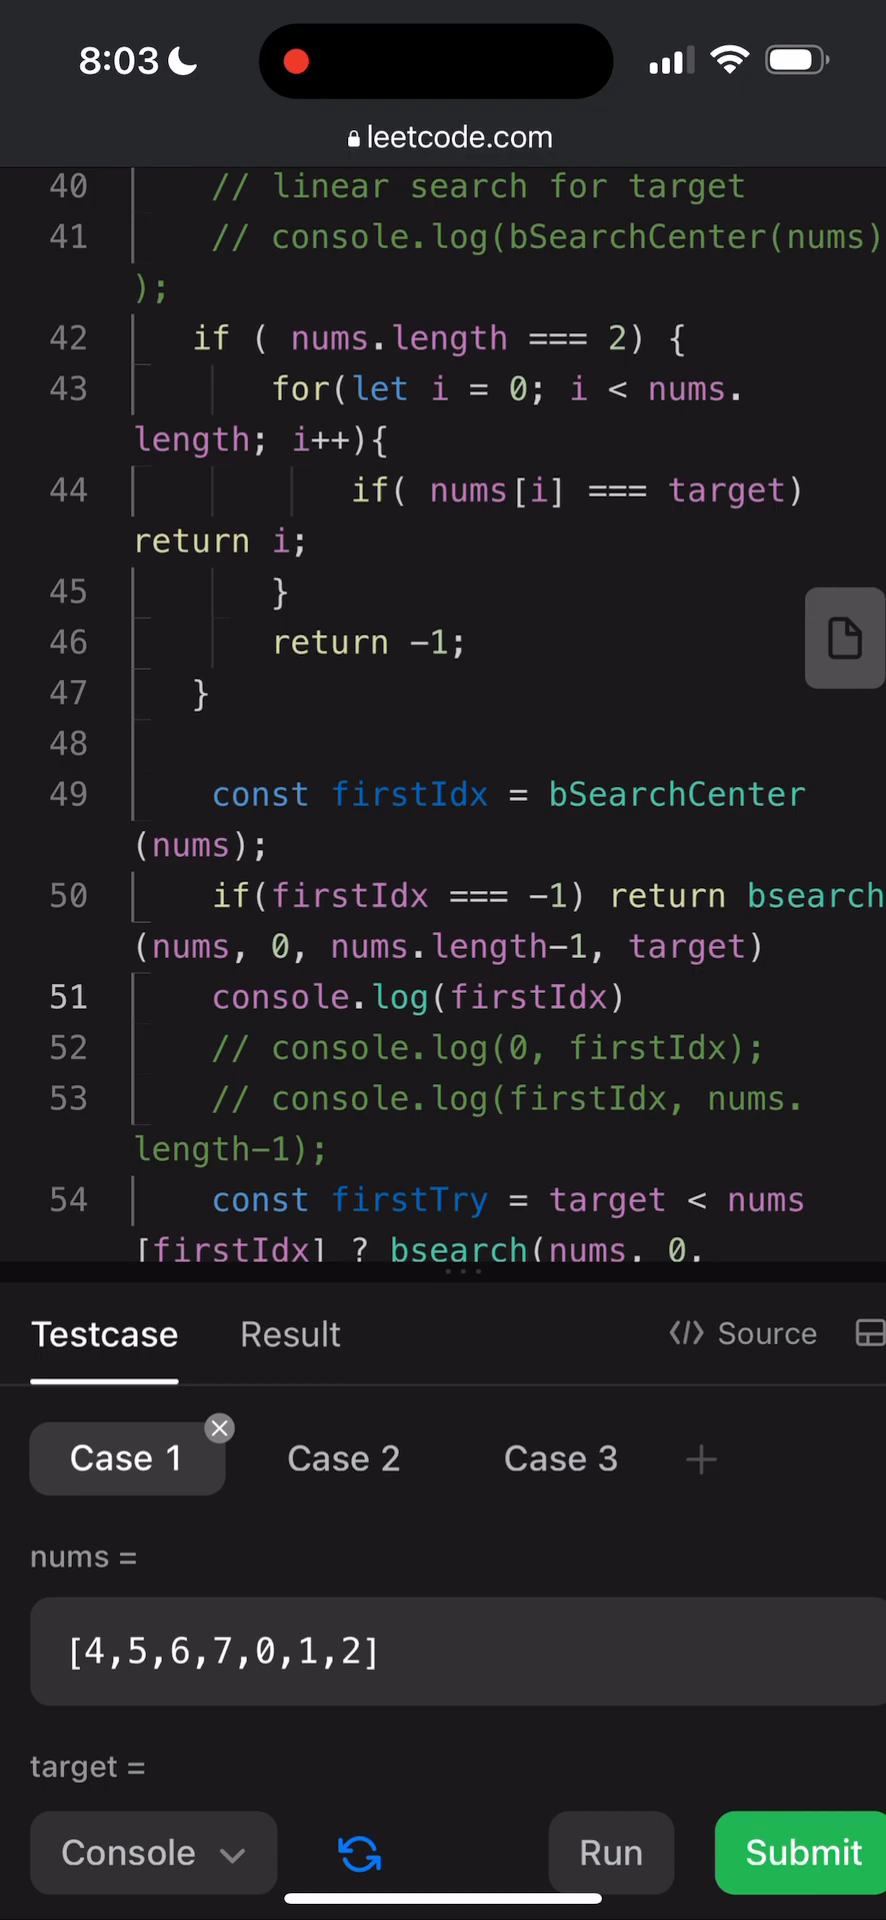 8:03
leetcode.com
40 // linear search for target
41 // console.log(bSearchCenter(nums)
);
42 if ( nums.length === 2) {
43 for(let i = 0; i < nums.
length; i++){
44 if( nums[i] === target)
return i;
45 }
46 return -1;
47 }
48
49 const firstIdx = bSearchCenter
(nums);
50 if(firstIdx === -1) return bsearch
(nums, 0, nums.length-1, target)
51 console.log(firstIdx)
52 // console.log(0, firstIdx);
53 // console.log(firstIdx, nums.
length-1);
54 const firstTry = target < nums
[firstIdx] ? bsearch(nums, 0,
Testcase Result </> Source
Case 1 Case 2 Case 3 +
nums =
[4,5,6,7,0,1,2]
target =
Console Run Submit